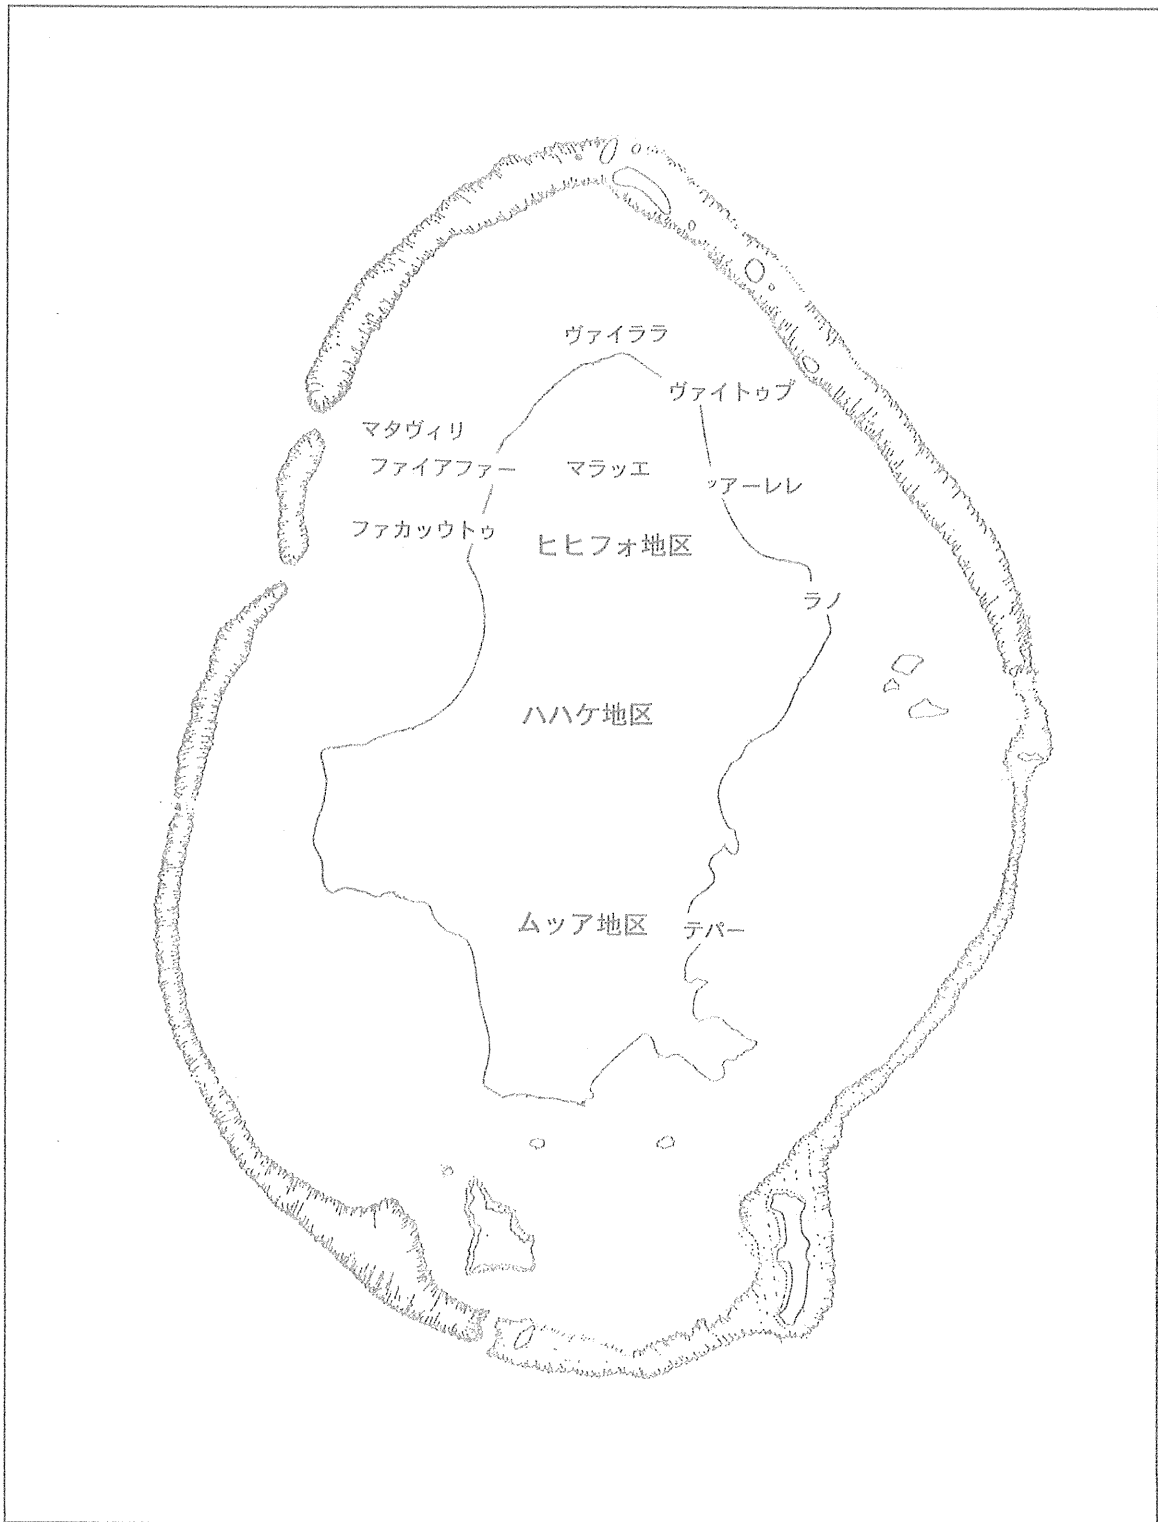 ヴァイララ
ヴァイトゥプ
マタヴィリ
ファイアファー
マラッエ
ッアーレレ
ファカッウトゥ
ヒヒフォ地区
ラノ
ハハケ地区
ムッア地区
テパー